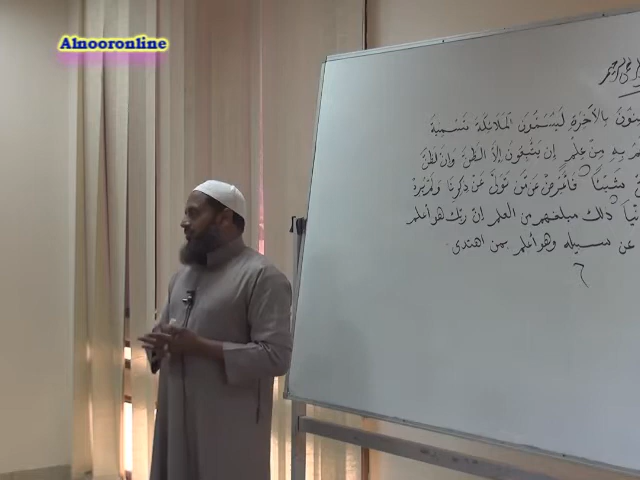 Alnooronline
الرحيم
بالآخرة ليسمون الملائكة تسمية
به من علم إن يتبعون إلا الظن وإن الظن
شيئا فأعرض عن من تولى عن ذكرنا ولم يرد
ذلك مبلغهم من العلم إن ربك هو أعلم
عن سبيله وهو أعلم بمن اهتدى